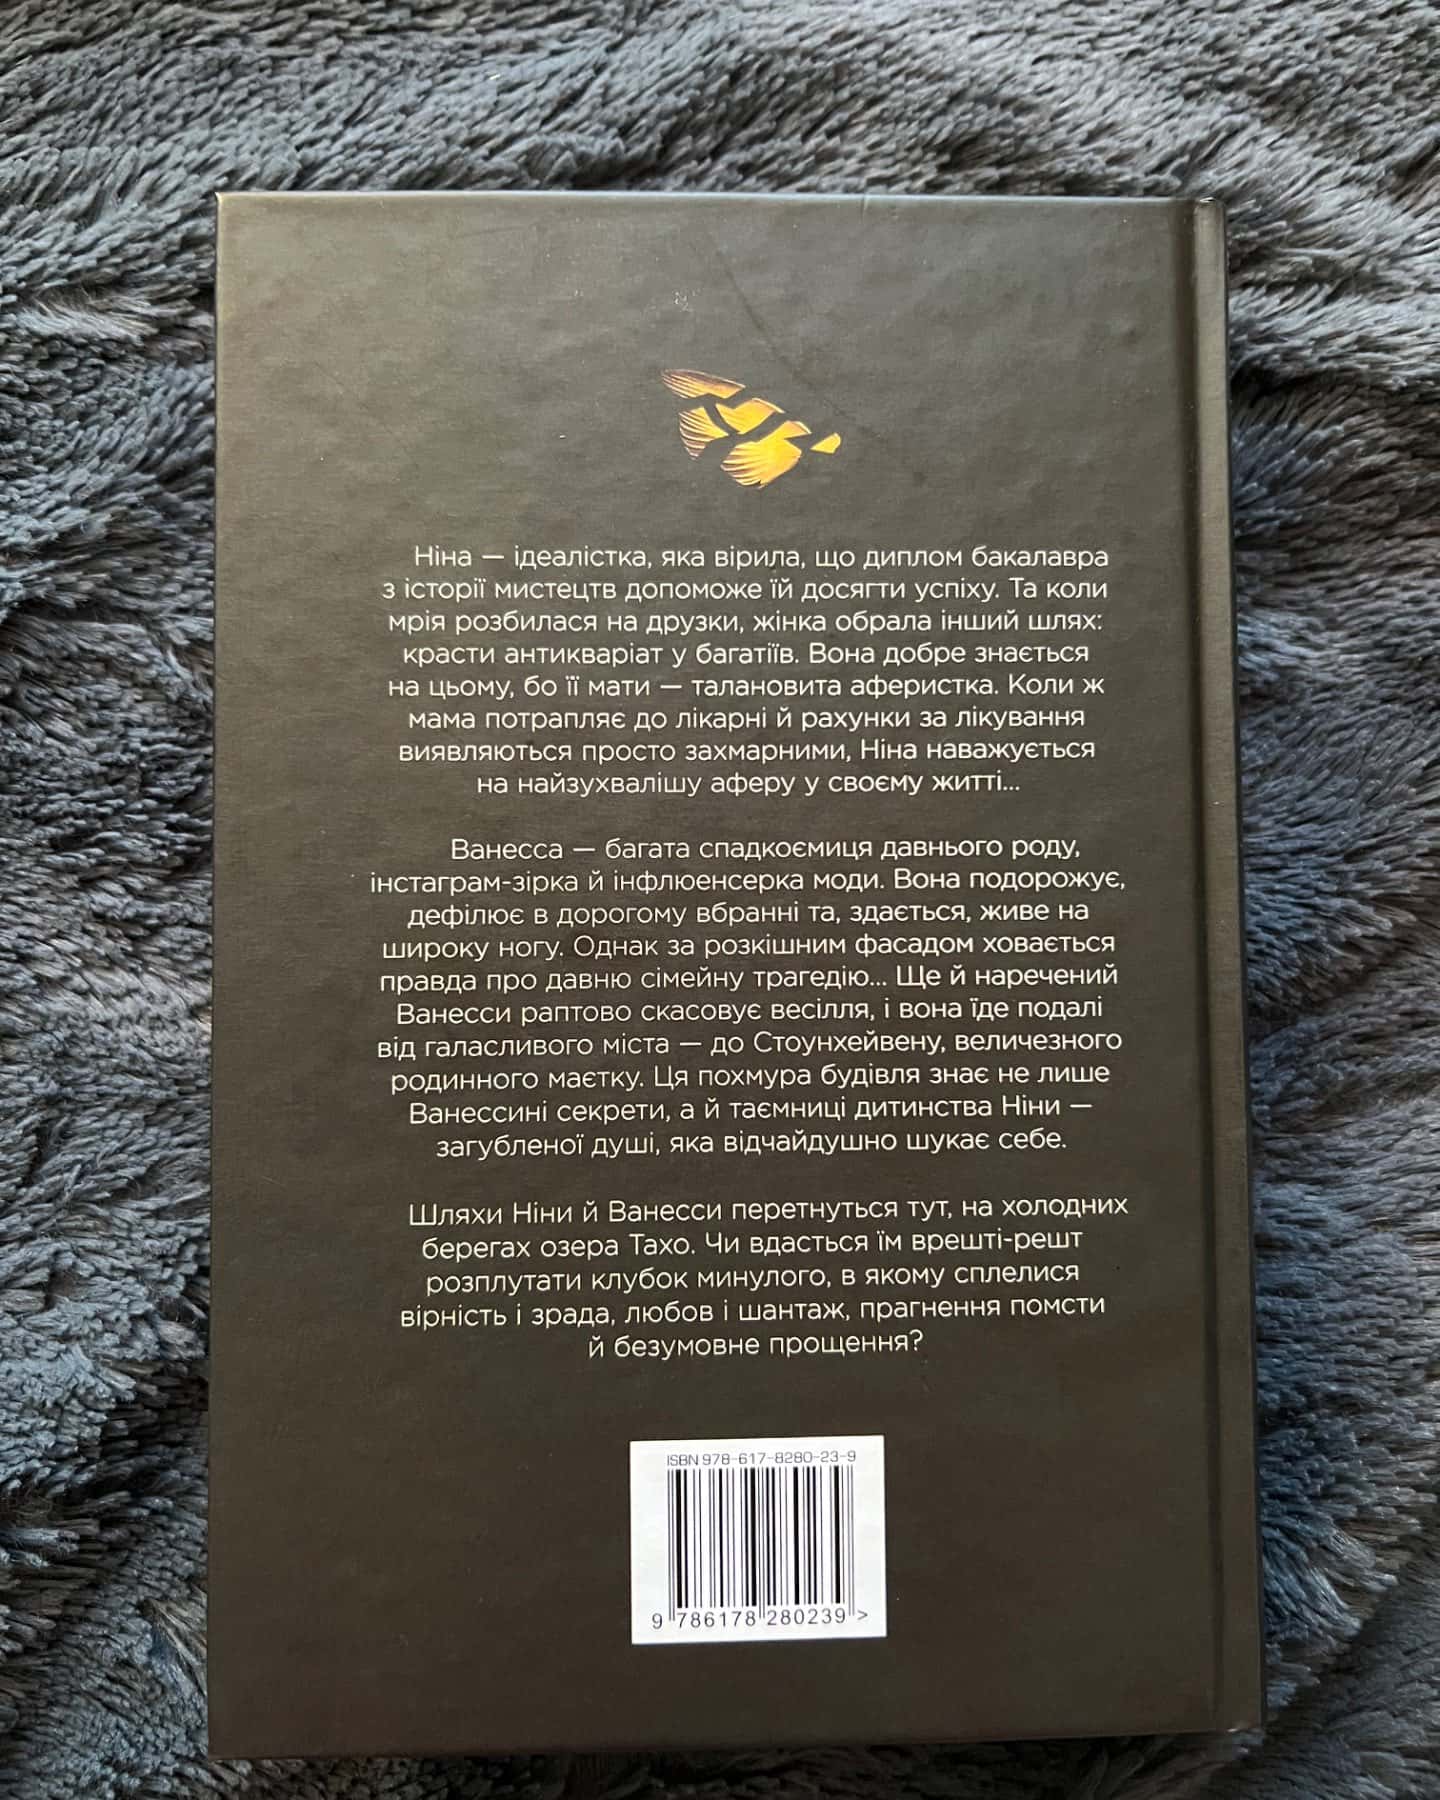 Ніна — ідеалістка, яка вірила, що диплом бакалавра
з історії мистецтв допоможе їй досягти успіху. Та коли
мрія розбилася на друзки, жінка обрала інший шлях:
красти антикваріат у багатіїв. Вона добре знається
на цьому, бо її мати — талановита аферистка. Коли ж
мама потрапляє до лікарні й рахунки за лікування
виявляються просто захмарними, Ніна наважується
на найзухвалішу аферу у своєму житті...
Ванесса — багата спадкоємиця давнього роду,
інстаграм-зірка й інфлюенсерка моди. Вона подорожує,
дефілює в дорогому вбранні та, здається, живе на
широку ногу. Однак за розкішним фасадом ховається
правда про давню сімейну трагедію... Ще й наречений
Ванесси раптово скасовує весілля, і вона їде подалі
від галасливого міста — до Стоунхейвену, величезного
родинного маєтку. Ця похмура будівля знає не лише
Ванессині секрети, а й таємниці дитинства Ніни —
загубленої душі, яка відчайдушно шукає себе.
Шляхи Ніни й Ванесси перетнуться тут, на холодних
берегах озера Тахо. Чи вдасться їм врешті-решт
розплутати клубок минулого, в якому сплелися
вірність і зрада, любов і шантаж, прагнення помсти
й безумовне прощення?
ISBN 978-617-8280-23-9
9 786178 280239 >